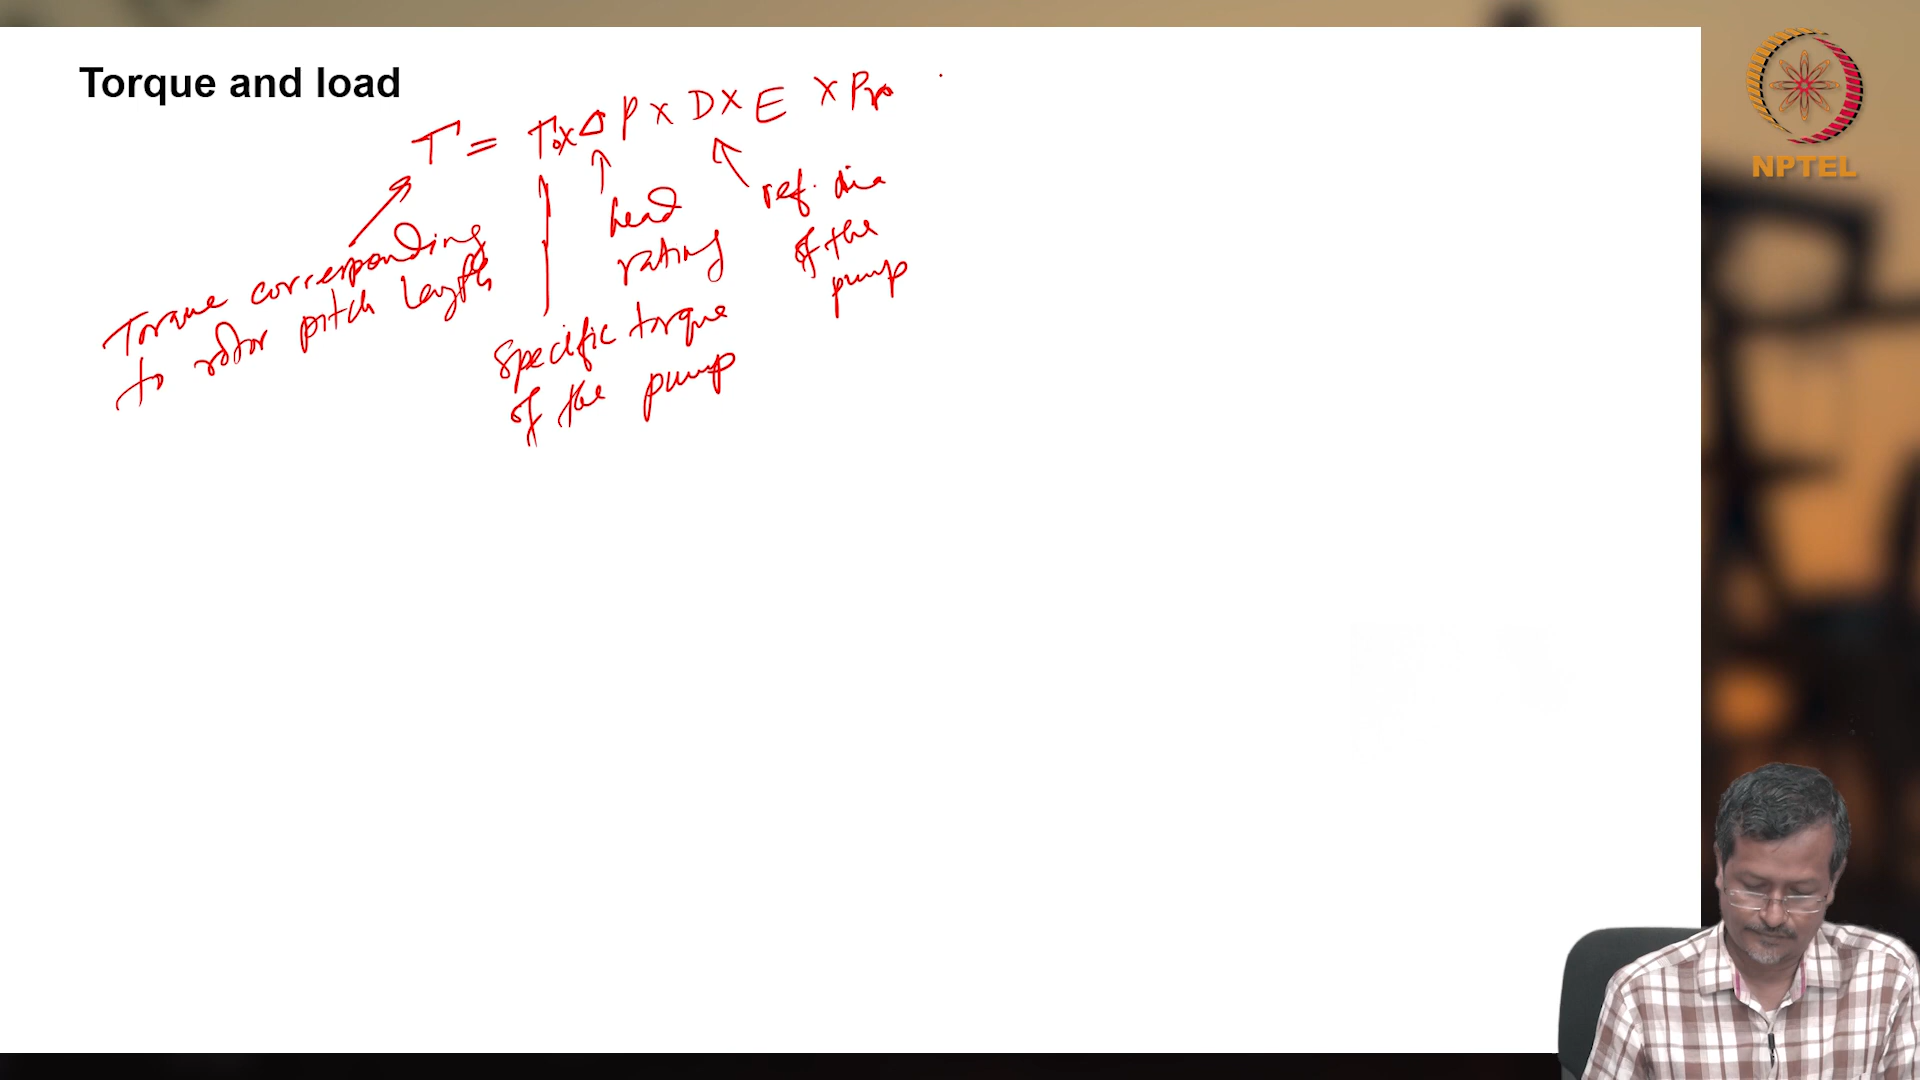 Torque and load
T = T₀ x Δ P x D x E x Pr
Torque corresponding
to rotor pitch length
head
rating
ref. dia
of the
pump
Specific torque
of the pump
NPTEL